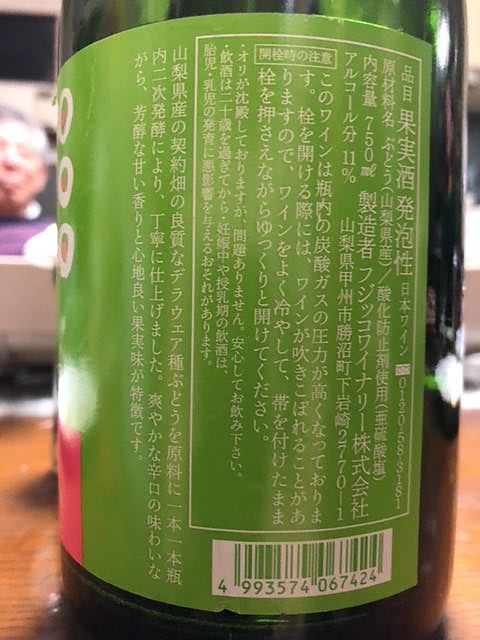 品目 果実酒 発泡性 日本ワイン 0120-58-3181
原材料名 ぶどう(山梨県産)/酸化防止剤使用(亜硫酸塩)
内容量 750ml 製造者 フジッコワイナリー株式会社
アルコール分 11% 山梨県甲州市勝沼町下岩崎2770-1
開栓時の注意
このワインは瓶内の炭酸ガスの圧力が高くなっておりま
す。栓を開ける際には、ワインが吹きこぼれることがあ
りますので、ワインをよく冷やして、帯を付けたまま
栓を押さえながらゆっくりと開けてください。
・オリが沈殿しておりますが、問題ありません。安心してお飲み下さい。
・飲酒は二十歳を過ぎてから・妊娠中や授乳期の飲酒は、
胎児・乳児の発育に悪影響を与えるおそれがあります。
山梨県産の契約畑の良質なデラウェア種ぶどうを原料に一本一本瓶
内二次発酵により、丁寧に仕上げました。爽やかな辛口の味わいな
がら、芳醇な甘い香りと心地良い果実味が特徴です。
4 993574 067424